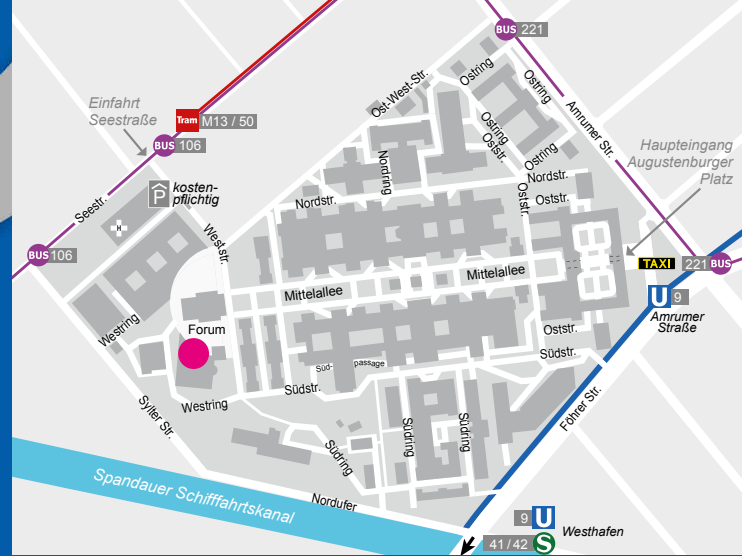 BUS 221
Ostring
Ostring
Ost-West-Str.
Amrumer Str.
Einfahrt
Seestraße
Tram M13 / 50
BUS 106
Ostring
Oststr.
Ostring
Haupteingang
Augustenburger
Platz
Nordring
Nordstr.
P
kosten-
pflichtig
Nordstr.
Oststr.
Oststr.
Seestr.
H
Weststr.
BUS 106
Mittelallee
Mittelallee
TAXI
221 BUS
U 9
Amrumer
Straße
Westring
Forum
Oststr.
Südstr.
Süd-
passage
Südstr.
Westring
Sylter Str.
Föhrer Str.
Südring
Südring
Südring
Spandauer Schifffahrtskanal
Nordufer
9 U
Westhafen
41 / 42 S